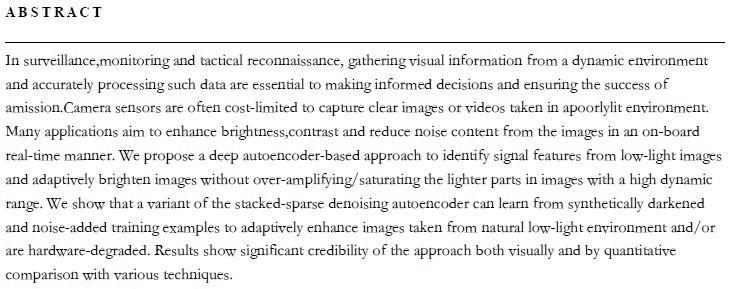 ABSTRACT
In surveillance,monitoring and tactical reconnaissance, gathering visual information from a dynamic environment
and accurately processing such data are essential to making informed decisions and ensuring the success of
amission.Camera sensors are often cost-limited to capture clear images or videos taken in apoorlylit environment.
Many applications aim to enhance brightness,contrast and reduce noise content from the images in an on-board
real-time manner. We propose a deep autoencoder-based approach to identify signal features from low-light images
and adaptively brighten images without over-amplifying/saturating the lighter parts in images with a high dynamic
range. We show that a variant of the stacked-sparse denoising autoencoder can learn from synthetically darkened
and noise-added training examples to adaptively enhance images taken from natural low-light environment and/or
are hardware-degraded. Results show significant credibility of the approach both visually and by quantitative
comparison with various techniques.